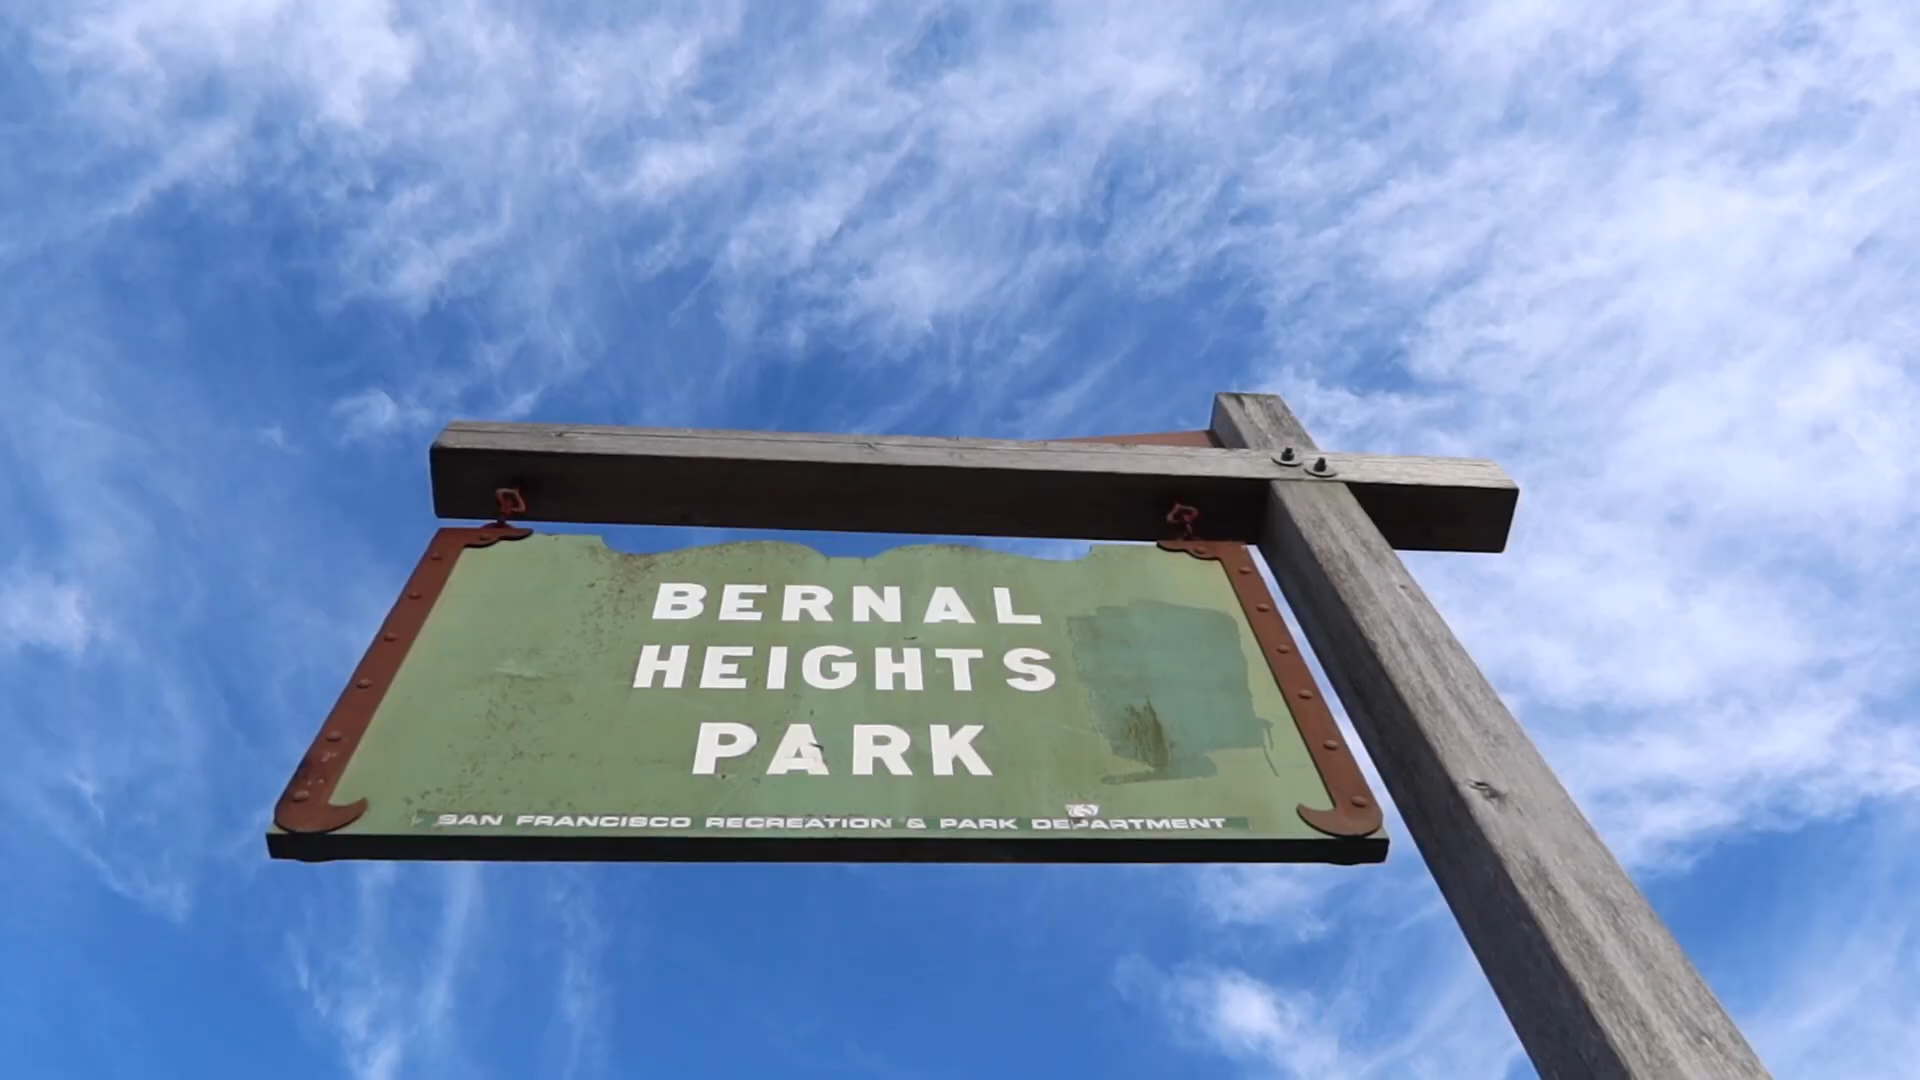 BERNAL
HEIGHTS
PARK
SAN FRANCISCO RECREATION & PARK DEPARTMENT